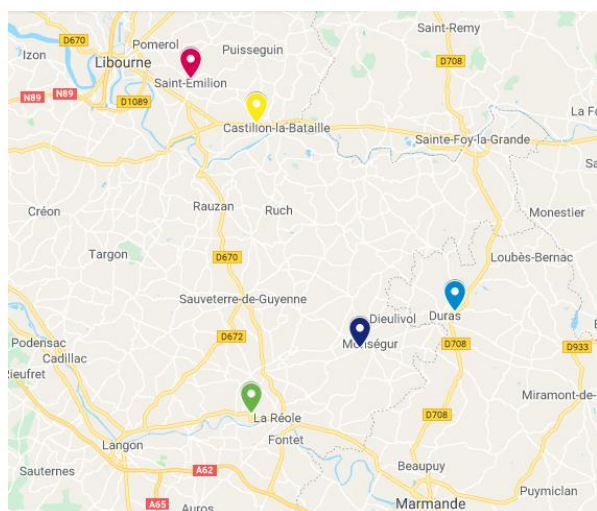 Saint-Remy
D670
Pomerol
Puisseguin
Izon
Libourne
D708
Saint-Émilion
N89
N89
D1089
La Fo
Castillon-la-Bataille
Sainte-Foy-la-Grande
Sa
Rauzan
Ruch
Créon
Monestier
Targon
D670
Loubès-Bernac
Sauveterre-de-Guyenne
Dieulivol
Duras
D672
Podensac
Monségur
D708
D933
Cadillac
Rieufret
Miramont-de-
La Réole
D708
Fontet
Langon
Beaupuy
Sauternes
A62
Puymiclan
A65
Auros
Marmande